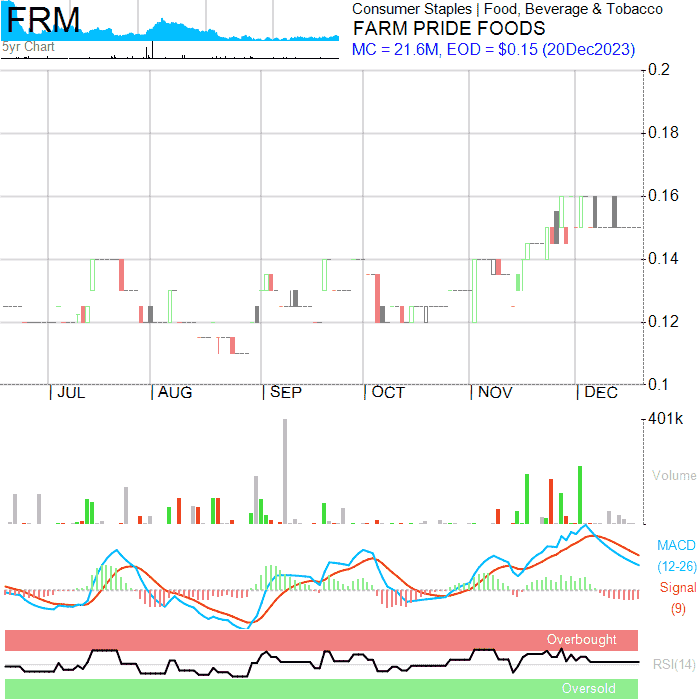 FRM
5yr Chart
Consumer Staples | Food, Beverage & Tobacco
FARM PRIDE FOODS
MC = 21.6M, EOD = $0.15 (20Dec2023)
0.2
0.18
0.16
0.14
0.12
0.1
JUL AUG SEP OCT NOV DEC
401k
Volume
MACD
(12-26)
Signal
(9)
Overbought
RSI(14)
Oversold